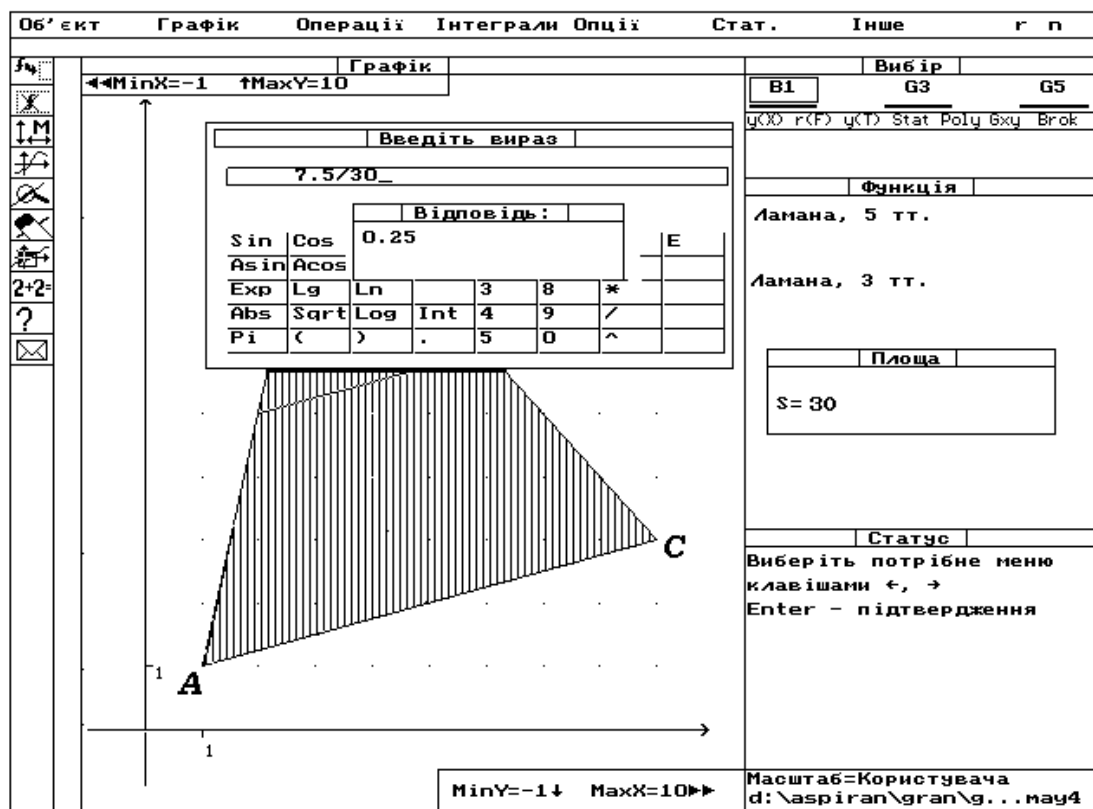 Об'єкт Графік Операції Інтеграли Опції Стат. Інше r n
Графік
◄◄MinX=-1 ↑MaxY=10
Введіть вираз
7.5/30_
Відповідь:
0.25
Sin Cos E
Asin Acos
Exp Lg Ln 3 8 *
Abs Sqrt Log Int 4 9 /
Pi ( ) . 5 0 ^
M
2+2=
?
C
1 A
1
MinY=-1↓ MaxX=10►►
Вибір
B1 G3 G5
y(X) r(F) y(T) Stat Poly Gxy Brok
Функція
Ламана, 5 тт.
Ламана, 3 тт.
Площа
S= 30
Статус
Виберіть потрібне меню
клавішами ←, →
Enter - підтвердження
Масштаб=Користувача
d:\aspiran\gran\g...may4